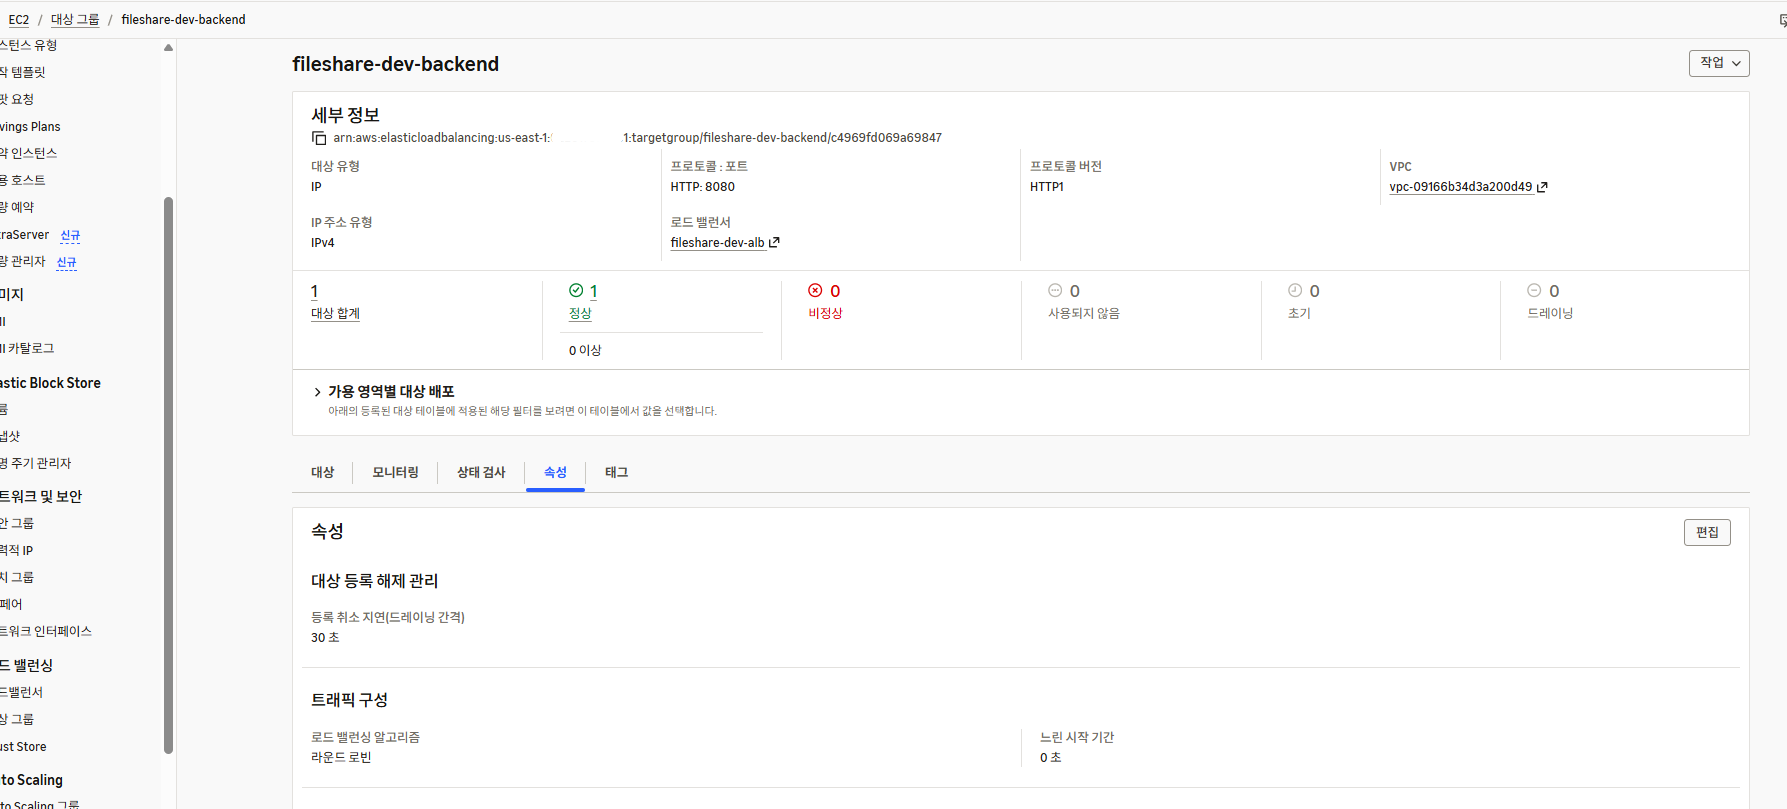 EC2 / 대상 그룹 / fileshare-dev-backend
스턴스 유형
작 템플릿
팟 요청
vings Plans
약 인스턴스
용 호스트
량 예약
raServer 신규
량 관리자 신규
미지
II
II 카탈로그
astic Block Store
륨
냅샷
명 주기 관리자
트워크 및 보안
안 그룹
력적 IP
치 그룹
페어
트워크 인터페이스
드 밸런싱
드밸런서
상 그룹
ust Store
to Scaling
to Scaling 그룹
fileshare-dev-backend
작업
세부 정보
arn:aws:elasticloadbalancing:us-east-1: 1:targetgroup/fileshare-dev-backend/c4969fd069a69847
대상 유형
IP
프로토콜 : 포트
HTTP: 8080
프로토콜 버전
HTTP1
VPC
vpc-09166b34d3a200d49
IP 주소 유형
IPv4
로드 밸런서
fileshare-dev-alb
1
대상 합계
1
정상
0 이상
0
비정상
0
사용되지 않음
0
초기
0
드레이닝
가용 영역별 대상 배포
아래의 등록된 대상 테이블에 적용된 해당 필터를 보려면 이 테이블에서 값을 선택합니다.
대상
모니터링
상태 검사
속성
태그
속성
편집
대상 등록 해제 관리
등록 취소 지연(드레이닝 간격)
30 초
트래픽 구성
로드 밸런싱 알고리즘
라운드 로빈
느린 시작 기간
0 초